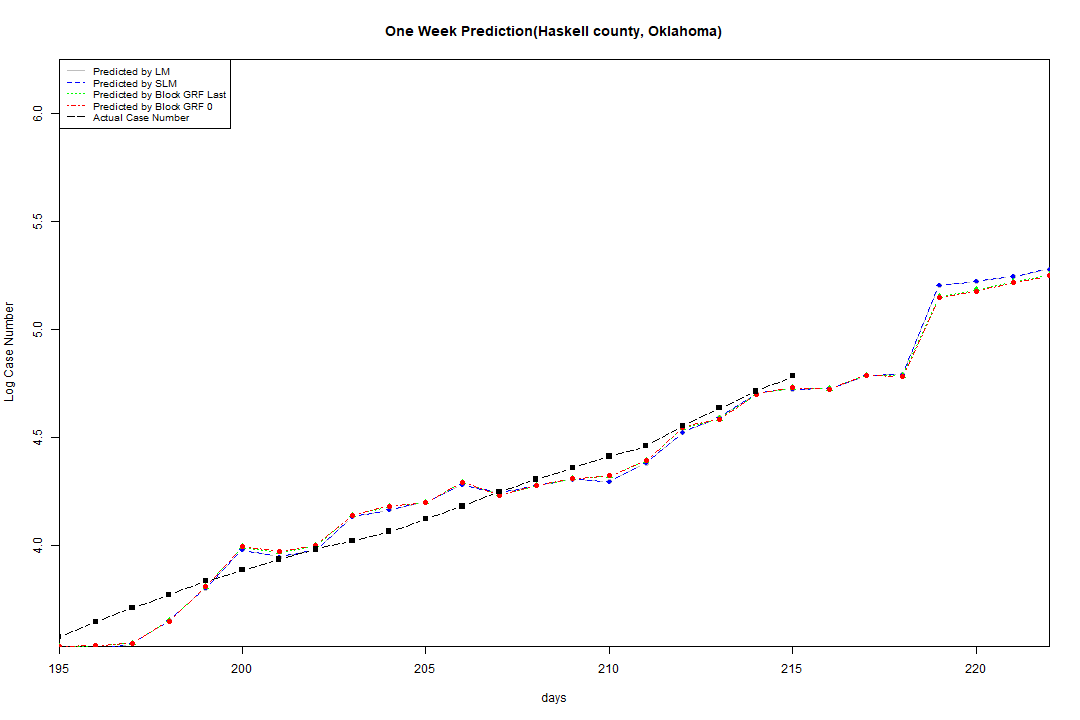 One Week Prediction(Haskell county, Oklahoma)
Predicted by LM
Predicted by SLM
Predicted by Block GRF Last
Predicted by Block GRF 0
Actual Case Number
6.0
5.5
5.0
4.5
4.0
Log Case Number
195 200 205 210 215 220
days